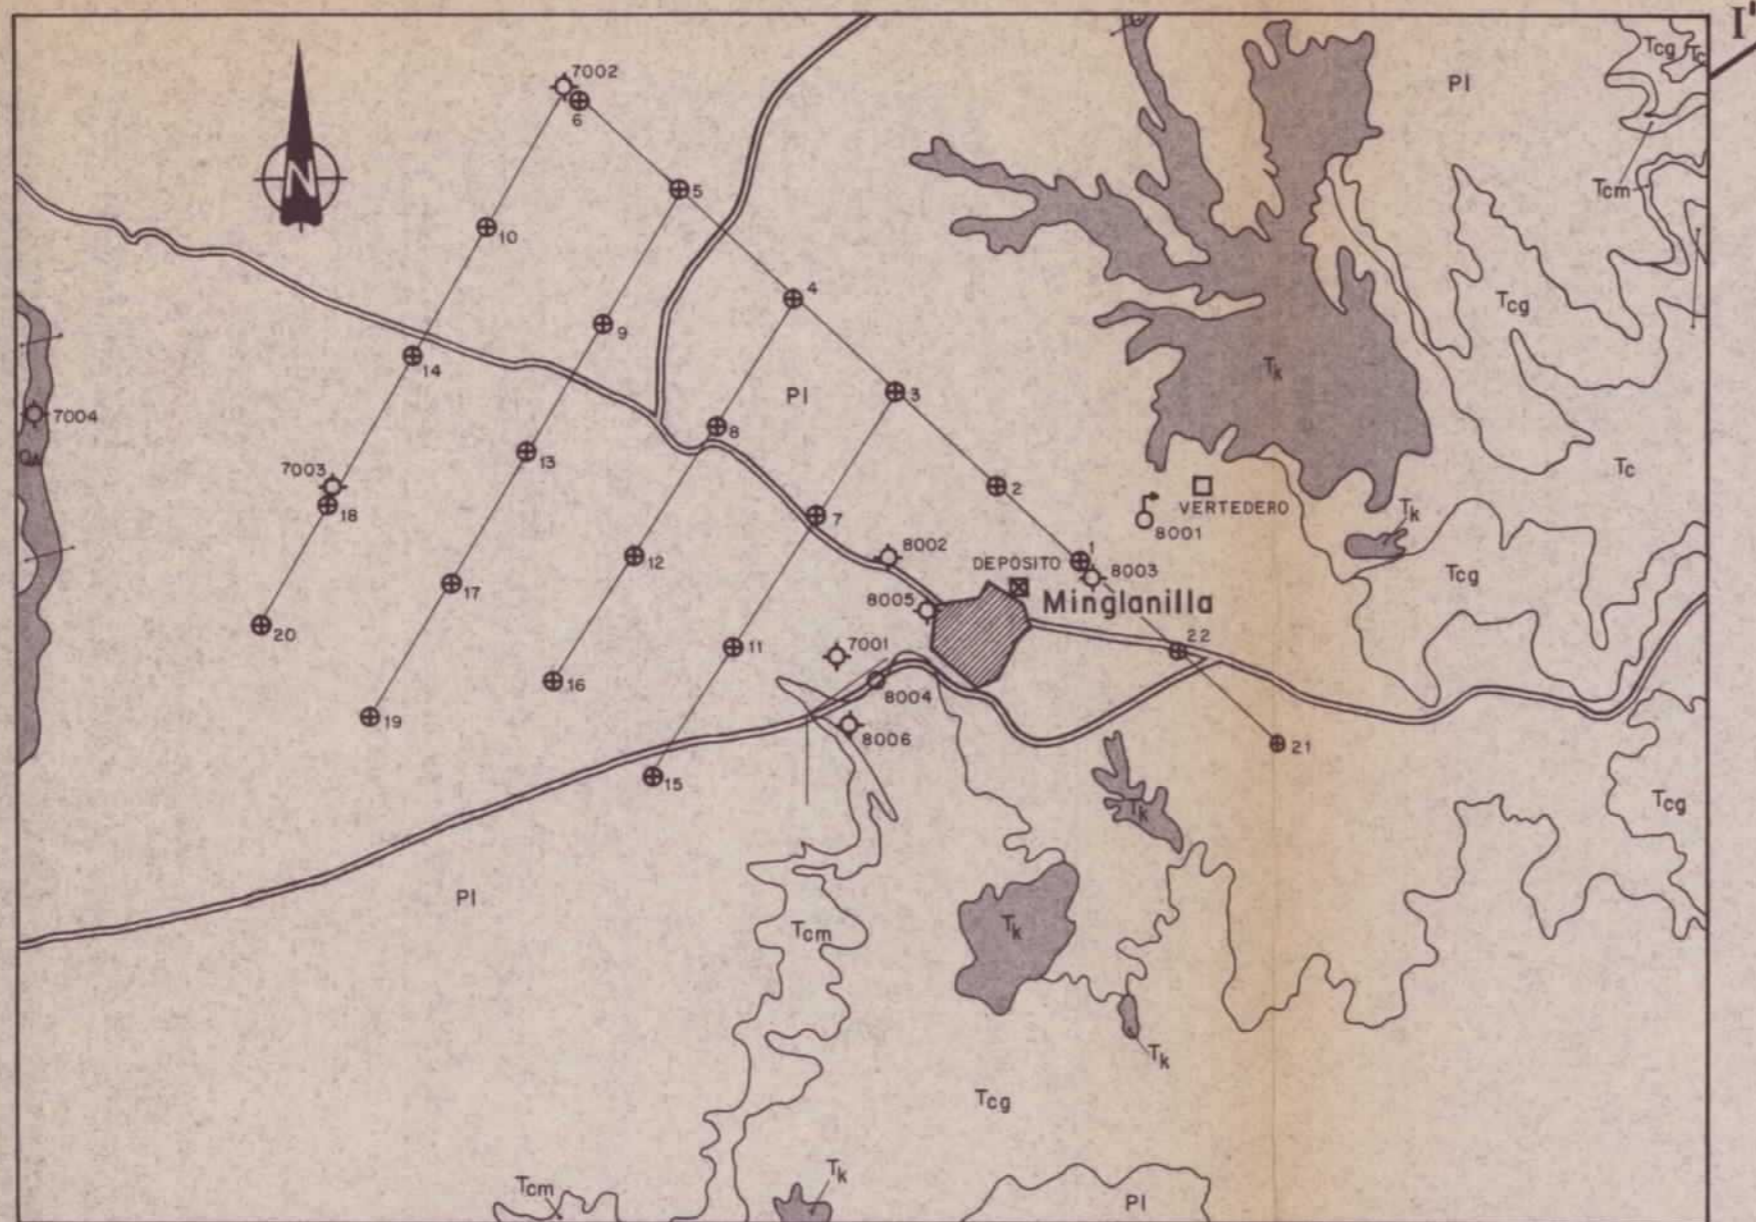 I'
Tcg
Tc
Pl
7002
6
N
Tcm
5
10
4
Tcg
9
14
Tk
3
Pl
7004
8
13
Tc
7003
2
VERTEDERO
Tk
18
7
8001
8002
1
12
DEPOSITO
8003
Tcg
17
8005
Minglanilla
20
22
11
7001
16
8004
19
8006
21
15
Tk
Tcg
Pl
Tcm
Tk
Tk
Tcg
Tcm
Tk
Pl